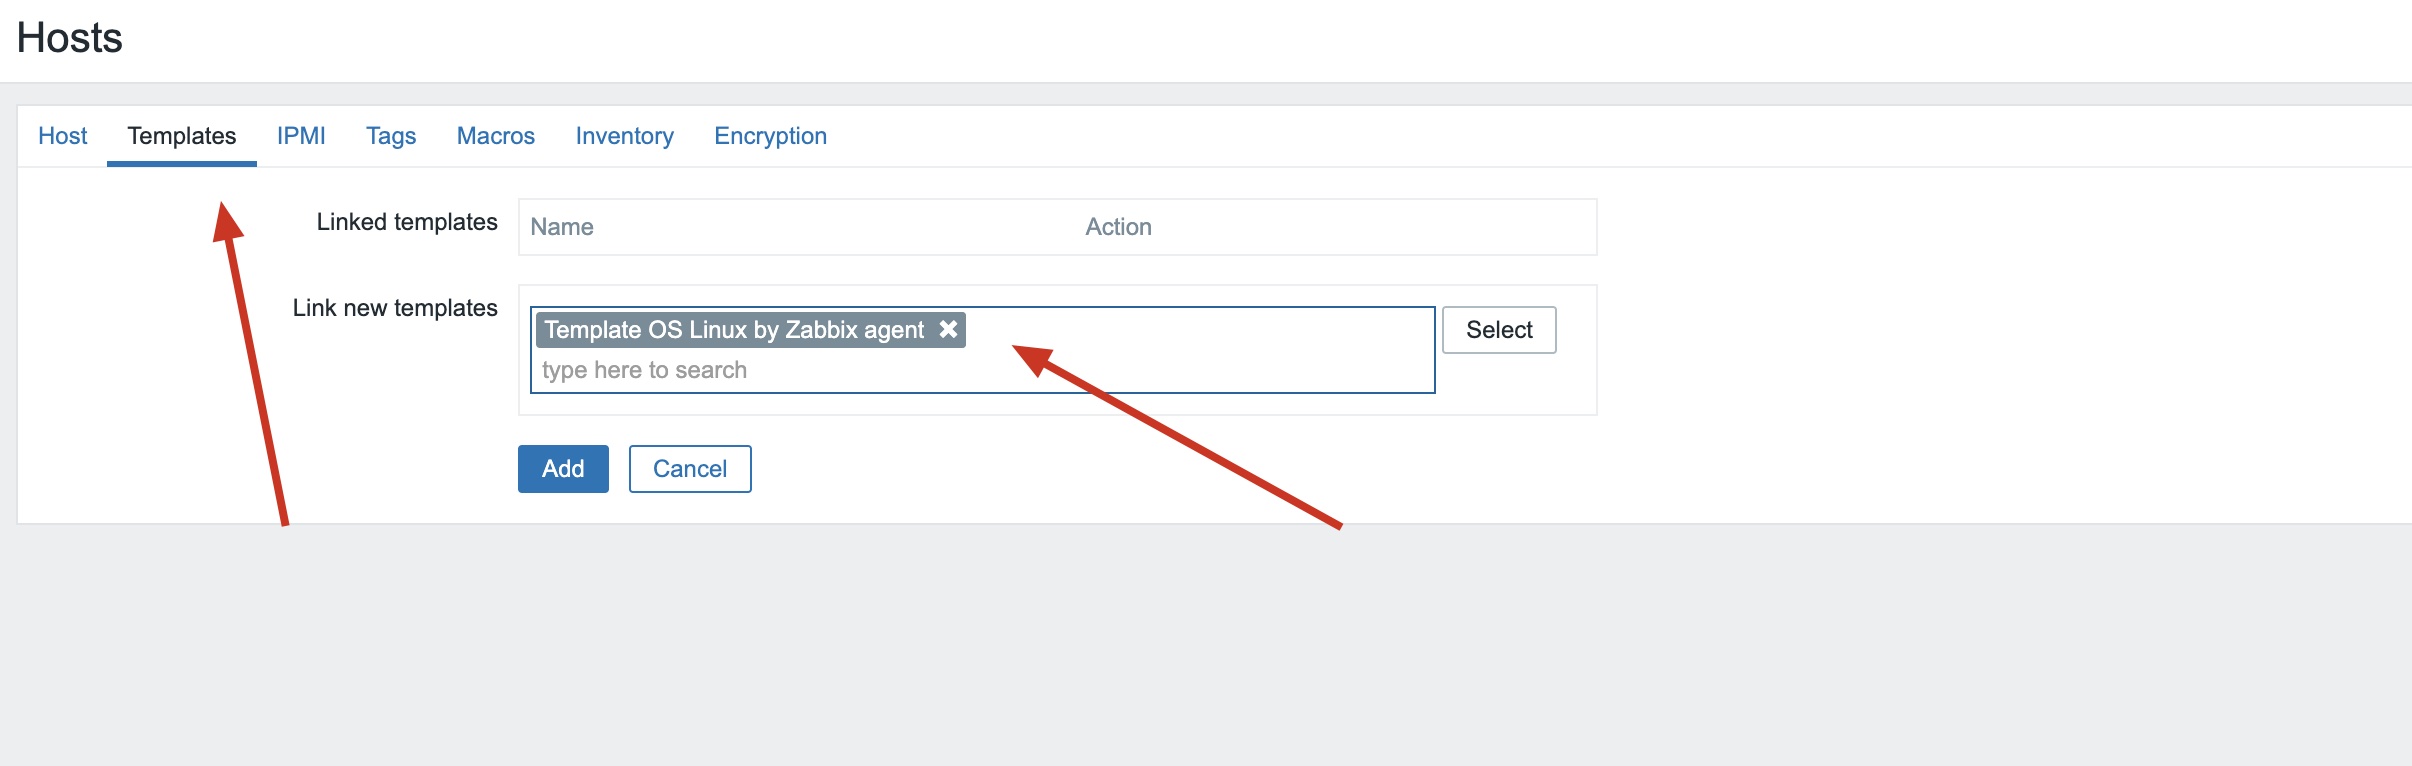 Hosts
Host Templates IPMI Tags Macros Inventory Encryption
Linked templates Name Action
Link new templates
Template OS Linux by Zabbix agent Select
type here to search
Add Cancel